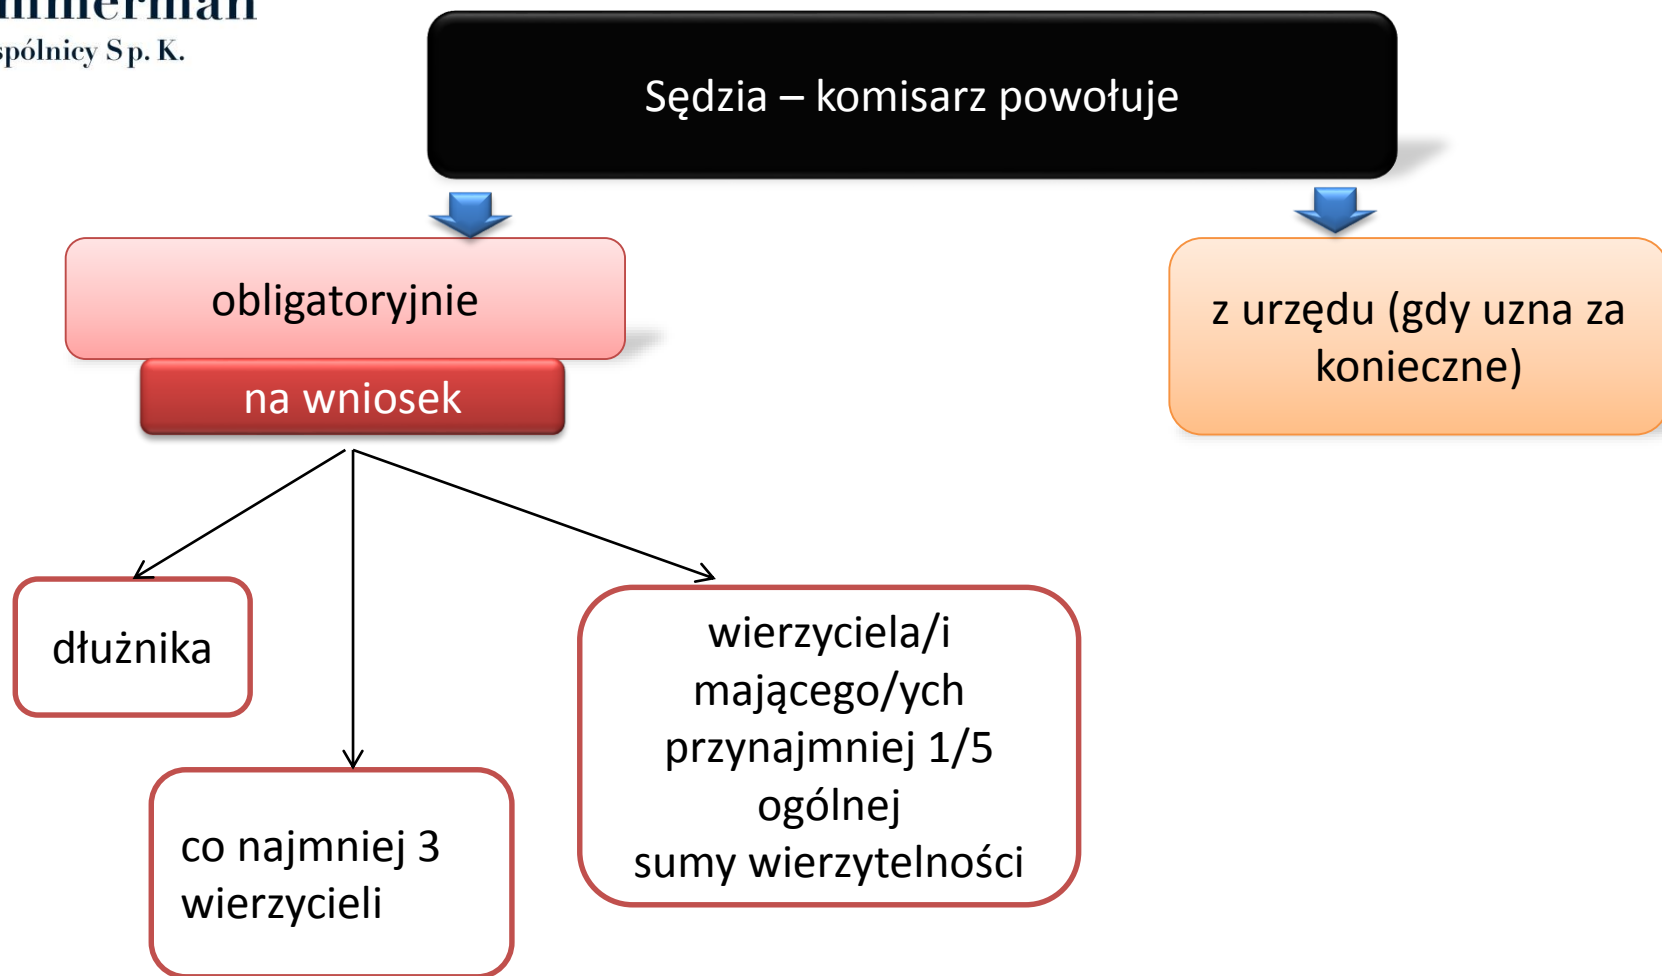 spólnicy Sp. K.
Sędzia – komisarz powołuje
obligatoryjnie
na wniosek
z urzędu (gdy uzna za
konieczne)
dłużnika
co najmniej 3
wierzycieli
wierzyciela/i
mającego/ych
przynajmniej 1/5
ogólnej
sumy wierzytelności